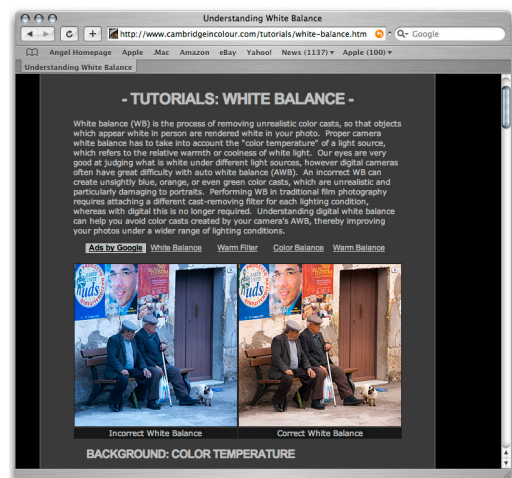 Understanding White Balance
http://www.cambridgeincolour.com/tutorials/white-balance.htm
Google
Angel Homepage Apple .Mac Amazon eBay Yahoo! News (1137) Apple (100)
Understanding White Balance
- TUTORIALS: WHITE BALANCE -
White balance (WB) is the process of removing unrealistic color casts, so that objects
which appear white in person are rendered white in your photo. Proper camera
white balance has to take into account the "color temperature" of a light source,
which refers to the relative warmth or coolness of white light. Our eyes are very
good at judging what is white under different light sources, however digital cameras
often have great difficulty with auto white balance (AWB). An incorrect WB can
create unsightly blue, orange, or even green color casts, which are unrealistic and
particularly damaging to portraits. Performing WB in traditional film photography
requires attaching a different cast-removing filter for each lighting condition,
whereas with digital this is no longer required. Understanding digital white balance
can help you avoid color casts created by your camera's AWB, thereby improving
your photos under a wider range of lighting conditions.
Ads by Google White Balance Warm Filter Color Balance Warm Balance
uds uds
Incorrect White Balance Correct White Balance
BACKGROUND: COLOR TEMPERATURE